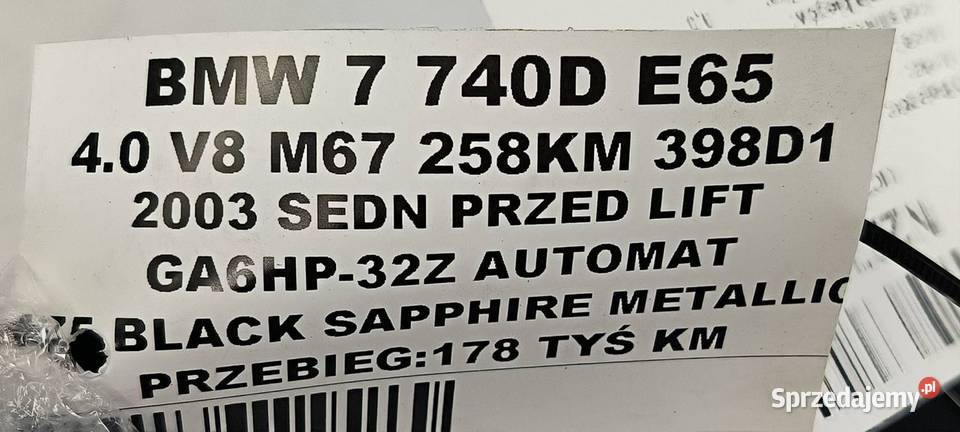 BMW 7 740D E65
4.0 V8 M67 258KM 398D1
2003 SEDN PRZED LIFT
GA6HP-32Z AUTOMAT
BLACK SAPPHIRE METALLIC
PRZEBIEG:178 TYŚ KM
Sprzedajemy.pl